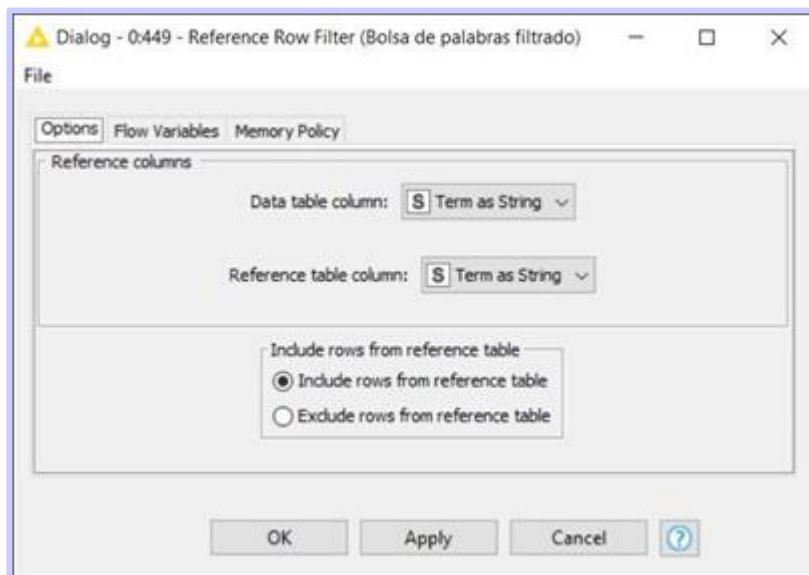 Dialog - 0:449 - Reference Row Filter (Bolsa de palabras filtrado)
File
Options Flow Variables Memory Policy
Reference columns
Data table column: S Term as String
Reference table column: S Term as String
Include rows from reference table
Include rows from reference table
Exclude rows from reference table
OK Apply Cancel ?